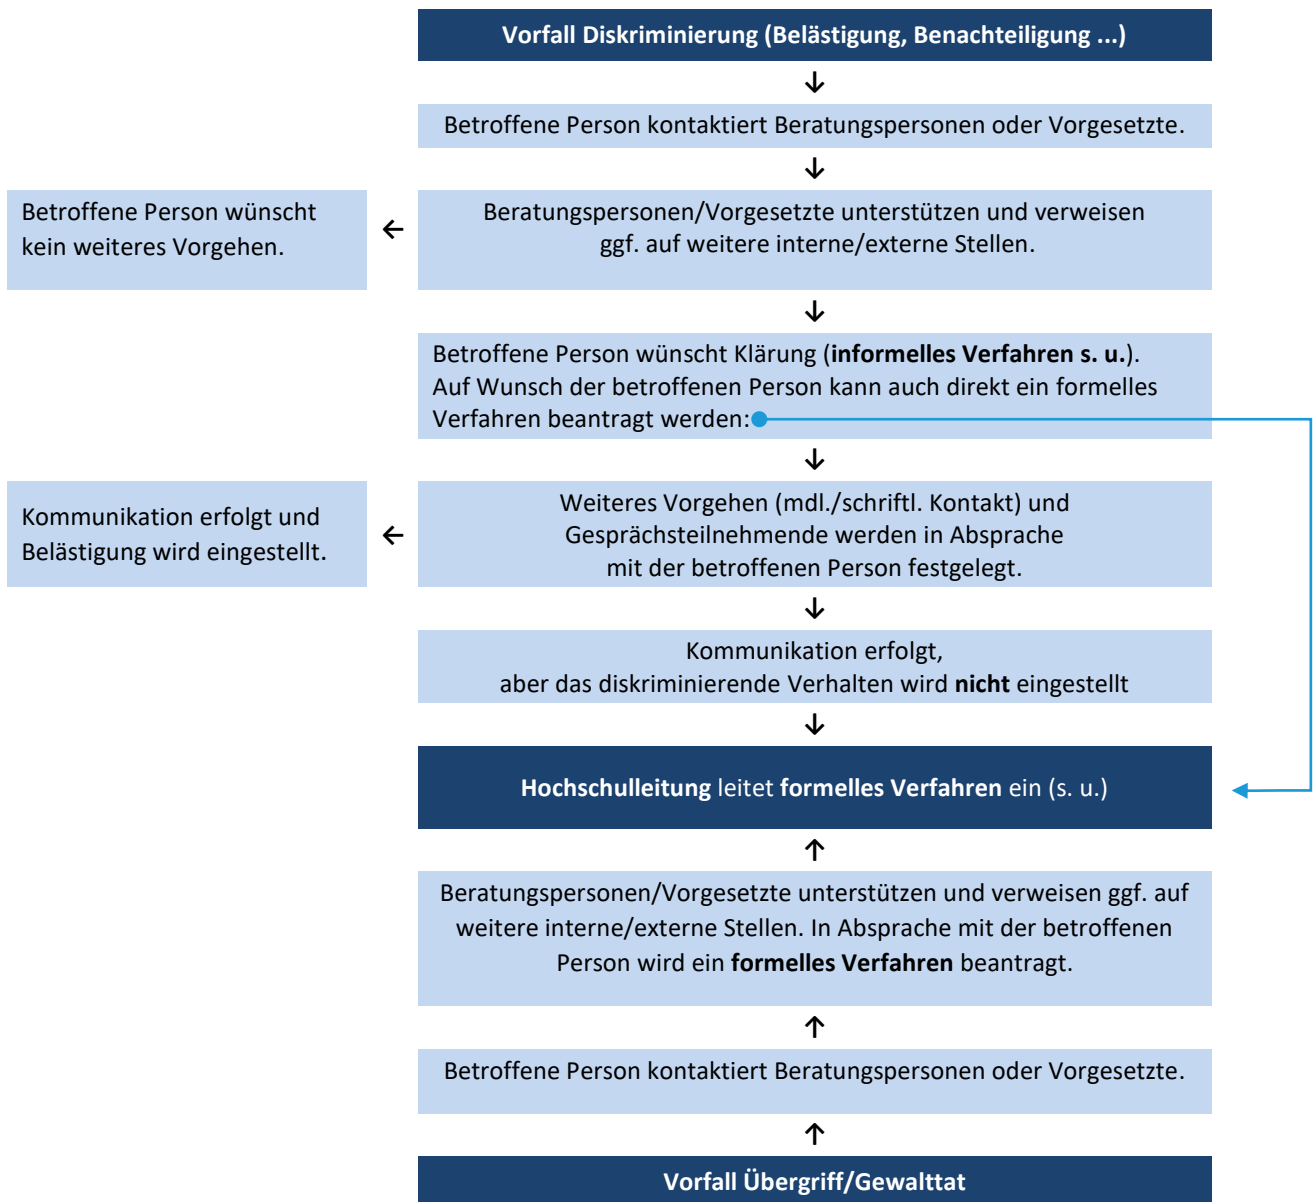 Vorfall Diskriminierung (Belästigung, Benachteiligung ...)
↓
Betroffene Person kontaktiert Beratungspersonen oder Vorgesetzte.
↓
Betroffene Person wünscht
kein weiteres Vorgehen.
←
Beratungspersonen/Vorgesetzte unterstützen und verweisen
ggf. auf weitere interne/externe Stellen.
↓
Betroffene Person wünscht Klärung (informelles Verfahren s. u.).
Auf Wunsch der betroffenen Person kann auch direkt ein formelles
Verfahren beantragt werden:
↓
Kommunikation erfolgt und
Belästigung wird eingestellt.
←
Weiteres Vorgehen (mdl./schriftl. Kontakt) und
Gesprächsteilnehmende werden in Absprache
mit der betroffenen Person festgelegt.
↓
Kommunikation erfolgt,
aber das diskriminierende Verhalten wird nicht eingestellt
↓
Hochschulleitung leitet formelles Verfahren ein (s. u.)
↑
Beratungspersonen/Vorgesetzte unterstützen und verweisen ggf. auf
weitere interne/externe Stellen. In Absprache mit der betroffenen
Person wird ein formelles Verfahren beantragt.
↑
Betroffene Person kontaktiert Beratungspersonen oder Vorgesetzte.
↑
Vorfall Übergriff/Gewalttat